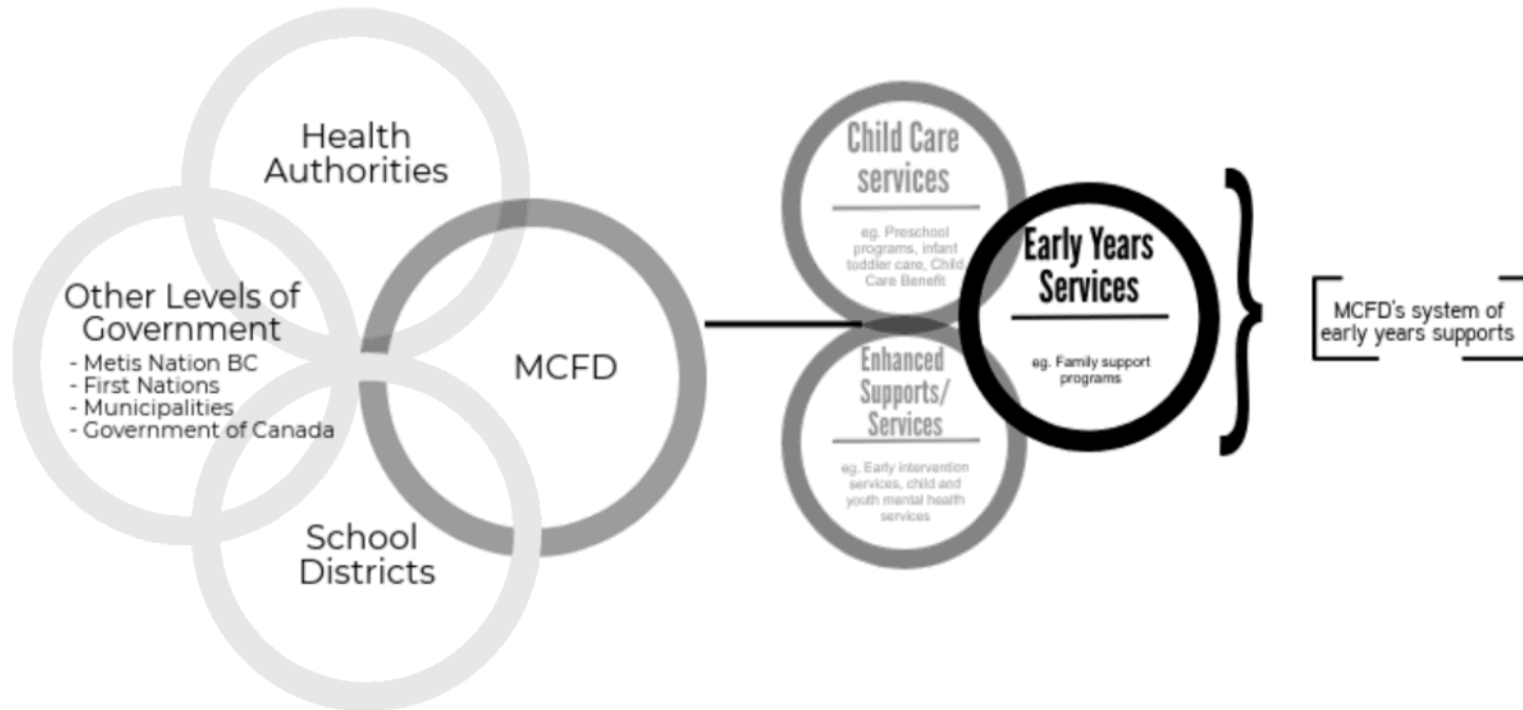 Health
Authorities
Other Levels of
Government
- Metis Nation BC
- First Nations
- Municipalities
- Government of Canada
MCFD
School
Districts
Child Care
services
eg. Preschool
programs, infant
toddler care, Child
Care Benefit
Enhanced
Supports/
Services
eg. Early intervention
services, child and
youth mental health
services
Early Years
Services
eg. Family support
programs
MCFD's system of
early years supports